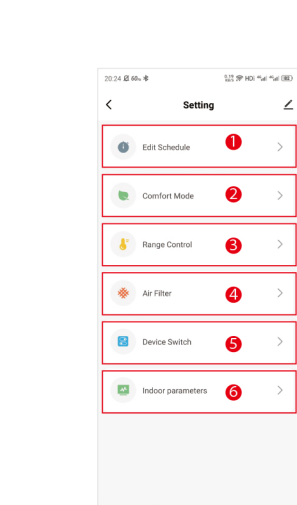 20:24
Setting
Edit Schedule 1
Comfort Mode 2
Range Control 3
Air Filter 4
Device Switch 5
Indoor parameters 6